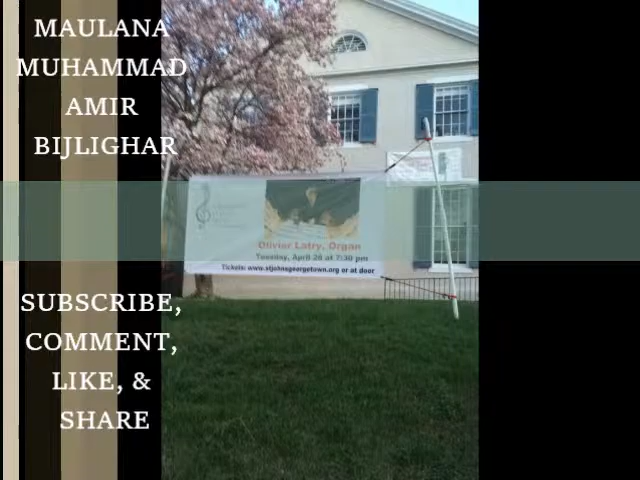 MAULANA
MUHAMMAD
AMIR
BIJLIGHAR
SUBSCRIBE,
COMMENT,
LIKE, &
SHARE
Olivier Latry, Organ
Tuesday, April 26 at 7:30 pm
Tickets: www.stjohnsgeorgetown.org or at door